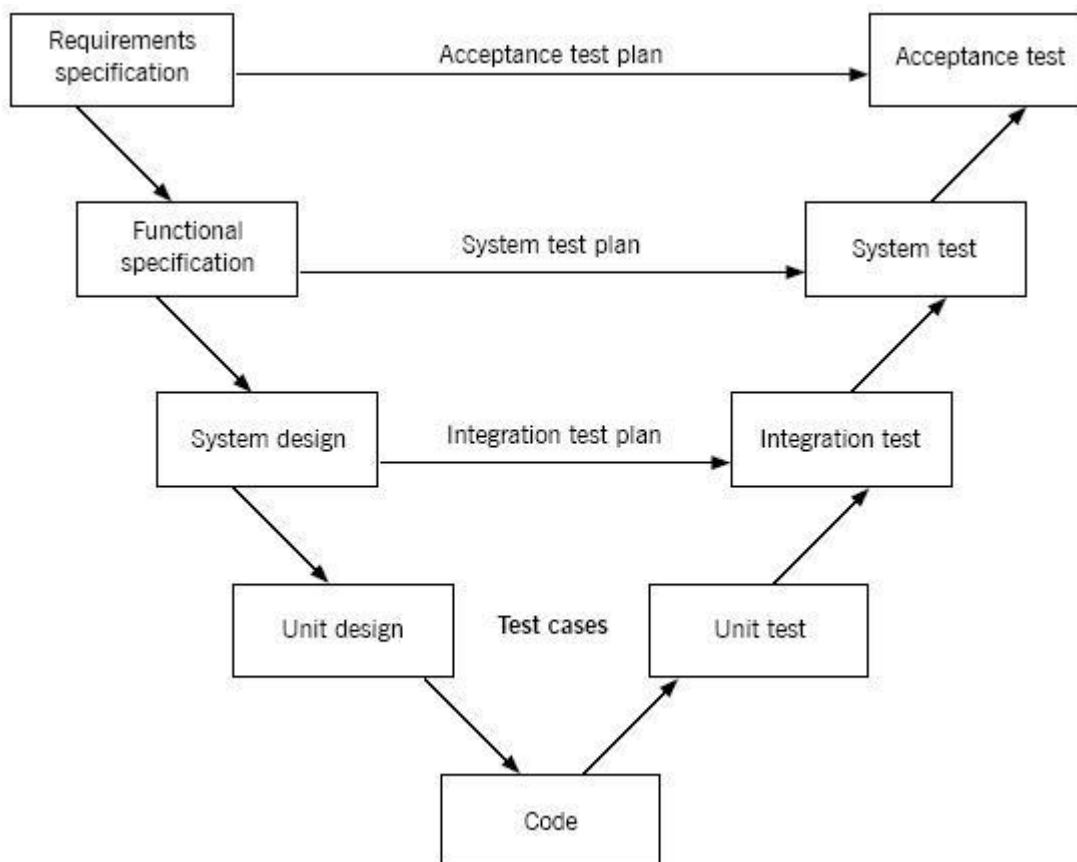 Requirements
specification
Acceptance test plan
Acceptance test
Functional
specification
System test plan
System test
System design
Integration test plan
Integration test
Unit design
Test cases
Unit test
Code